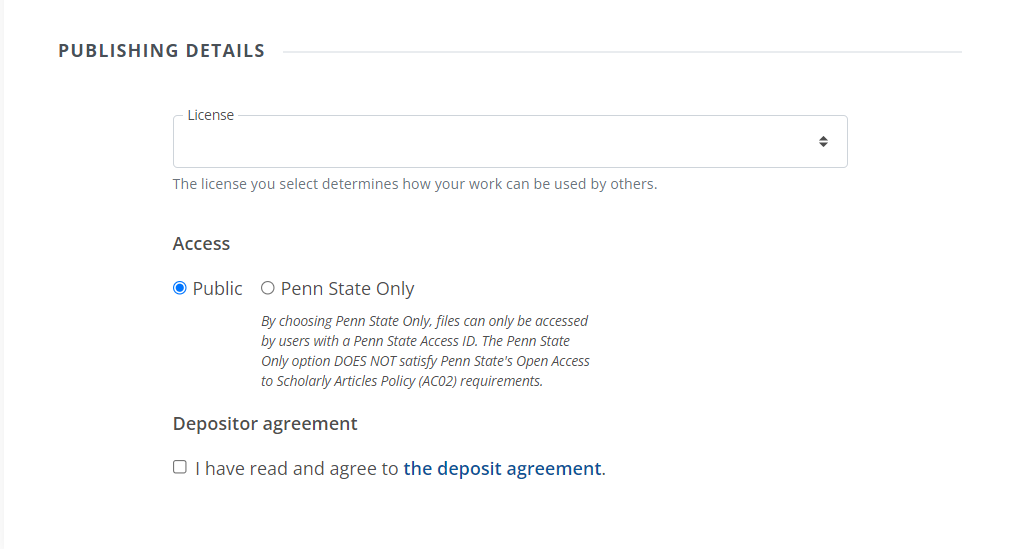 PUBLISHING DETAILS
License
The license you select determines how your work can be used by others.
Access
Public Penn State Only
By choosing Penn State Only, files can only be accessed
by users with a Penn State Access ID. The Penn State
Only option DOES NOT satisfy Penn State's Open Access
to Scholarly Articles Policy (AC02) requirements.
Depositor agreement
I have read and agree to the deposit agreement.